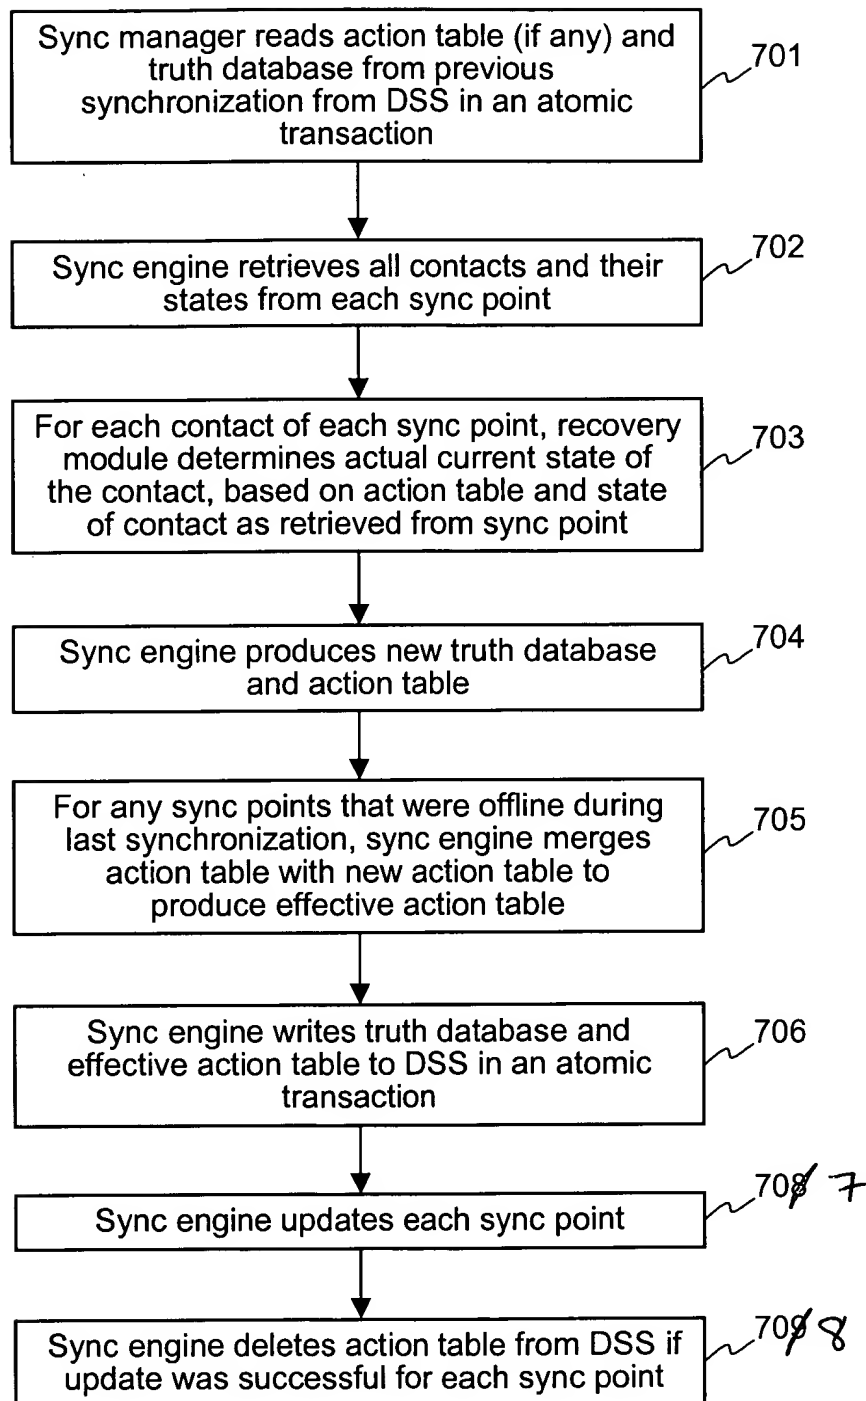 Sync manager reads action table (if any) and
truth database from previous
synchronization from DSS in an atomic
transaction
701
Sync engine retrieves all contacts and their
states from each sync point
702
For each contact of each sync point, recovery
module determines actual current state of
the contact, based on action table and state
of contact as retrieved from sync point
703
Sync engine produces new truth database
and action table
704
For any sync points that were offline during
last synchronization, sync engine merges
action table with new action table to
produce effective action table
705
Sync engine writes truth database and
effective action table to DSS in an atomic
transaction
706
Sync engine updates each sync point
708 7
Sync engine deletes action table from DSS if
update was successful for each sync point
709 8